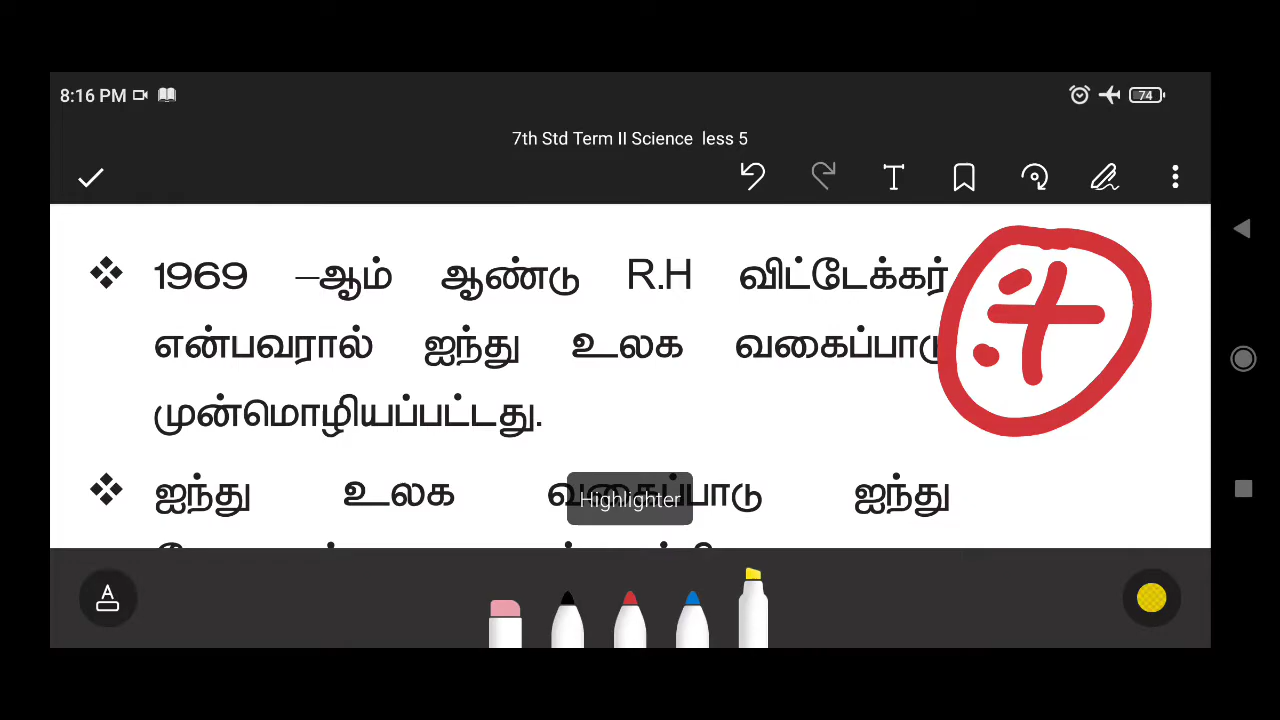 8:16 PM
74
7th Std Term II Science less 5
1969 –ஆம் ஆண்டு R.H விட்டேக்கர்
என்பவரால் ஐந்து உலக வகைப்பாடு
முன்மொழியப்பட்டது.
ஐந்து உலக வகைப்பாடு ஐந்து
Highlighter